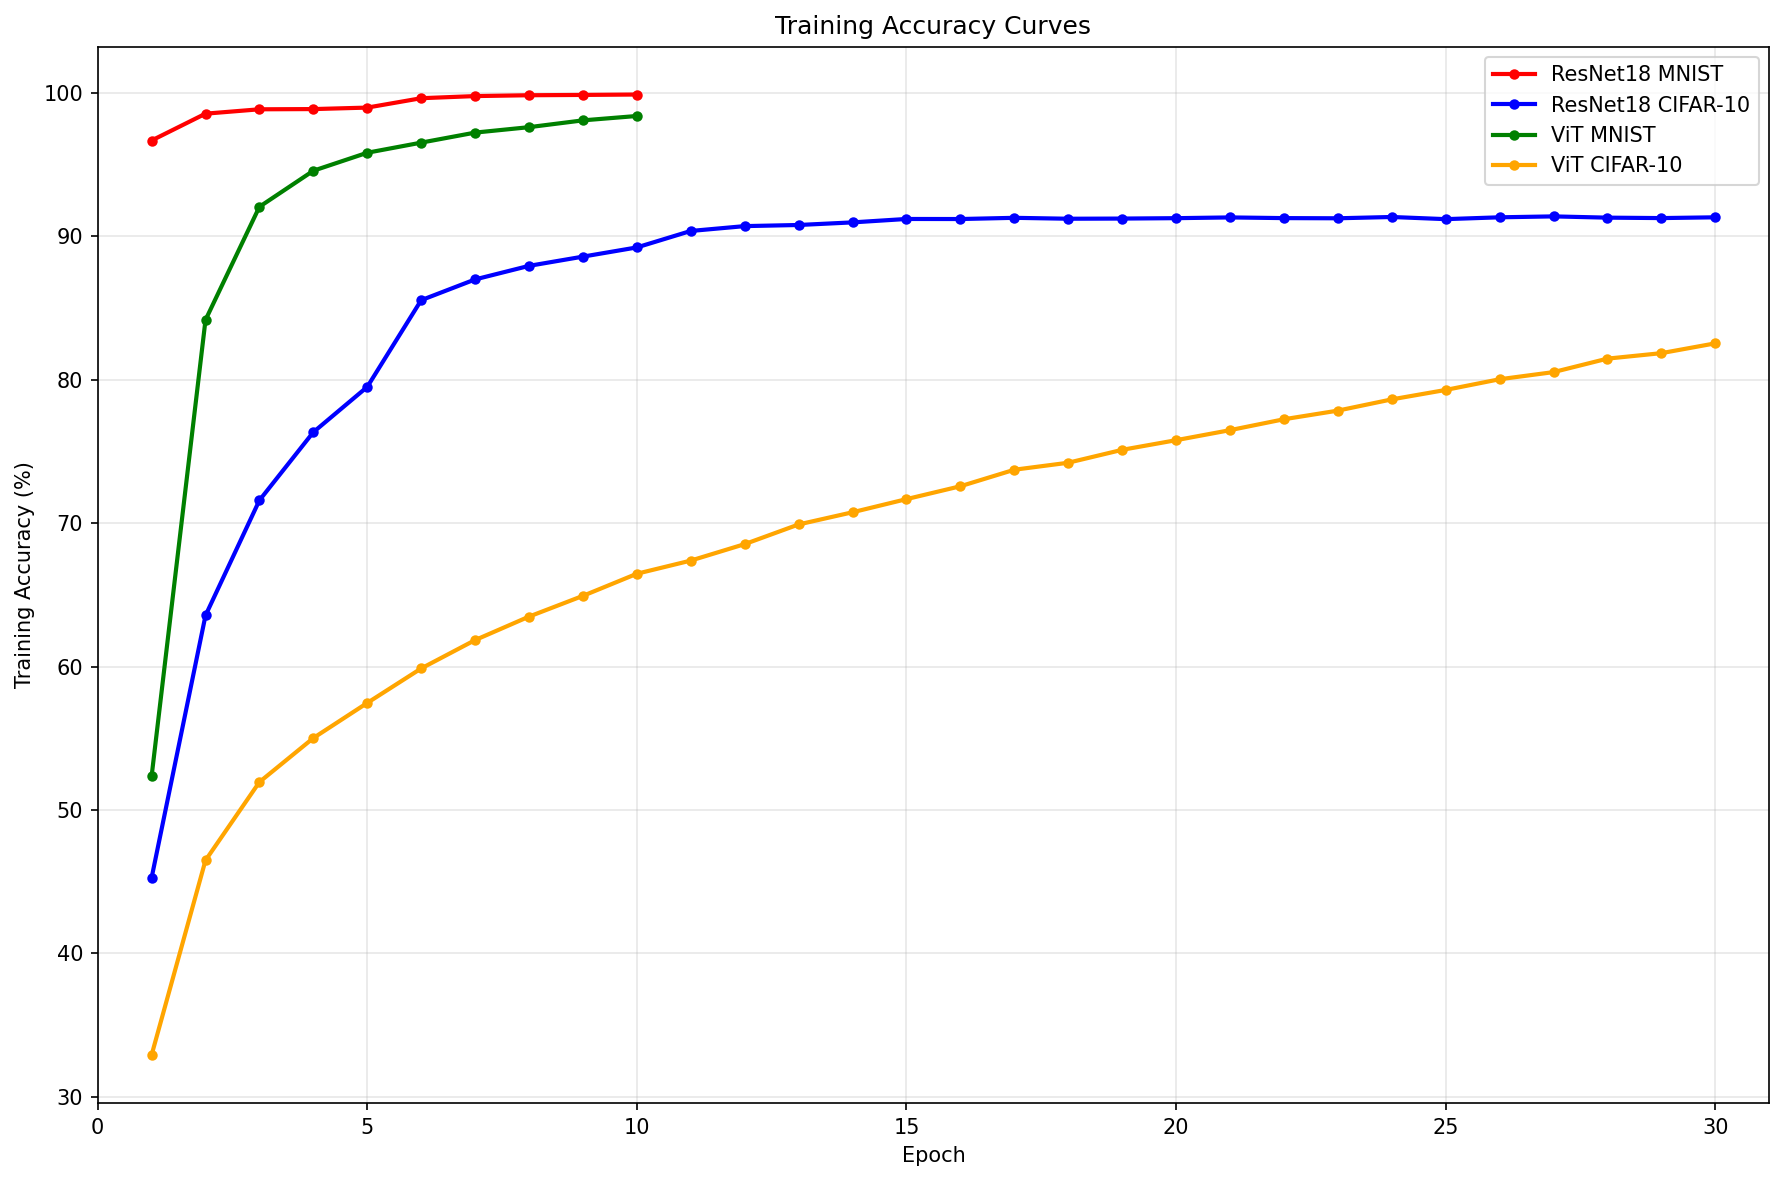 Training Accuracy Curves
ResNet18 MNIST
ResNet18 CIFAR-10
ViT MNIST
ViT CIFAR-10
Training Accuracy (%)
100
90
80
70
60
50
40
30
0 5 10 15 20 25 30
Epoch